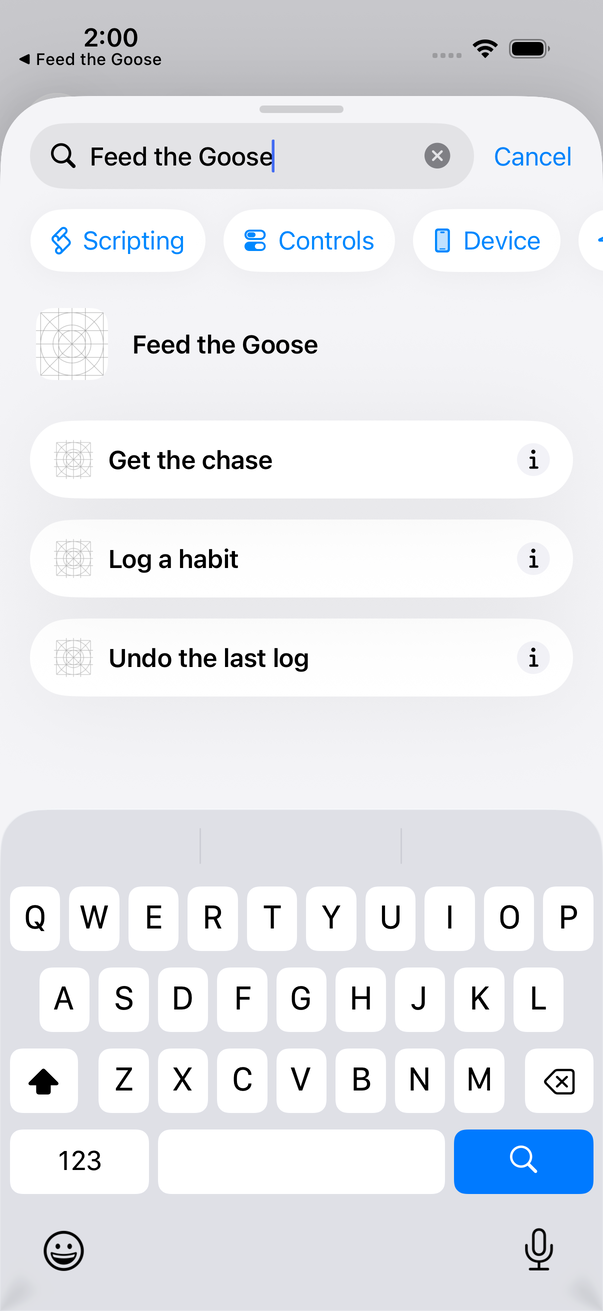 2:00
◀ Feed the Goose
Feed the Goose
Cancel
Scripting
Controls
Device
Feed the Goose
Get the chase
Log a habit
Undo the last log
Q W E R T Y U I O P
A S D F G H J K L
Z X C V B N M
123